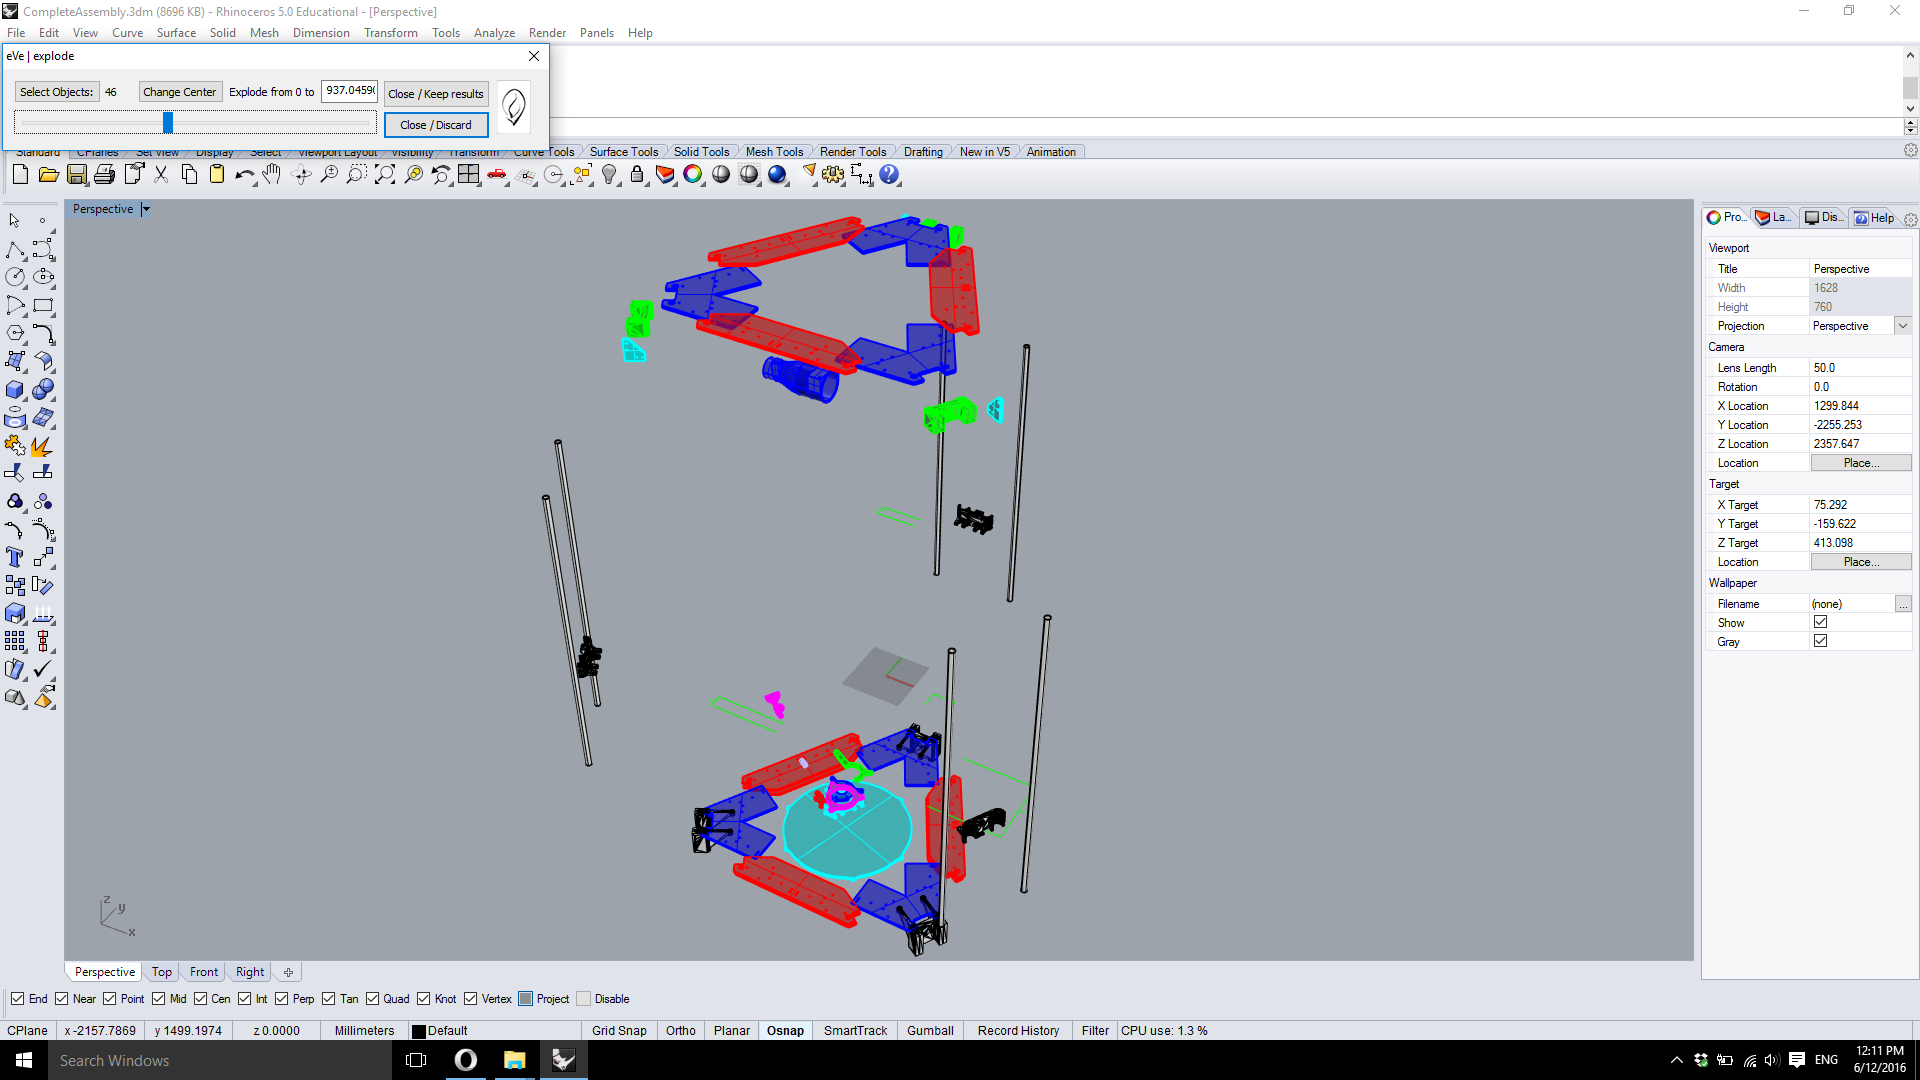 CompleteAssembly.3dm (8696 KB) - Rhinoceros 5.0 Educational - [Perspective]
File Edit View Curve Surface Solid Mesh Dimension Transform Tools Analyze Render Panels Help
eVe | explode
Select Objects: 46 Change Center Explode from 0 to 937.0459 Close / Keep results
Close / Discard
Standard CPlanes Set View Display Select Viewport Layout Visibility Transform Curve Tools Surface Tools Solid Tools Mesh Tools Render Tools Drafting New in V5 Animation
Perspective
Pro... La... Dis... Help
Viewport
Title Perspective
Width 1628
Height 760
Projection Perspective
Camera
Lens Length 50.0
Rotation 0.0
X Location 1299.844
Y Location -2255.253
Z Location 2357.647
Location Place...
Target
X Target 75.292
Y Target -159.622
Z Target 413.098
Location Place...
Wallpaper
Filename (none) ...
Show
Gray
z
y
x
Perspective Top Front Right
End Near Point Mid Cen Int Perp Tan Quad Knot Vertex Project Disable
CPlane x -2157.7869 y 1499.1974 z 0.0000 Millimeters Default Grid Snap Ortho Planar Osnap SmartTrack Gumball Record History Filter CPU use: 1.3 %
Search Windows
ENG
12:11 PM
6/12/2016